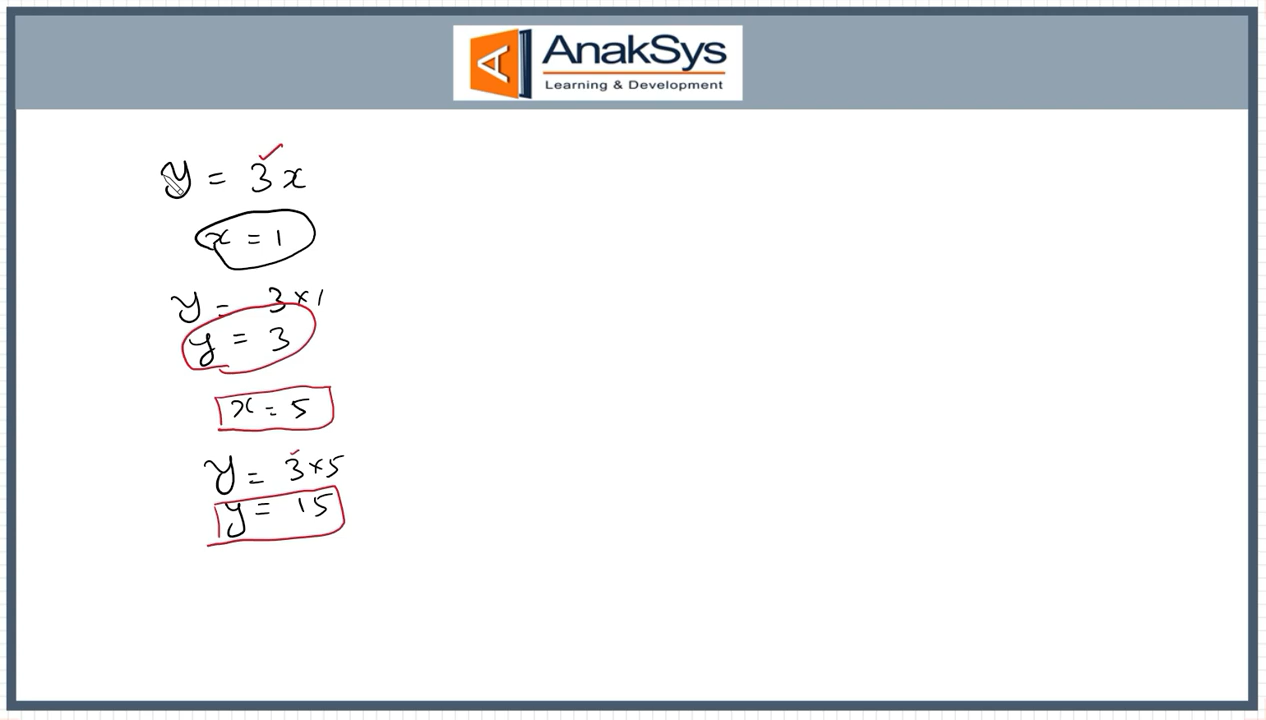 A AnakSys
Learning & Development
y = 3x
x = 1
y = 3×1
y = 3
x = 5
y = 3×5
y = 15